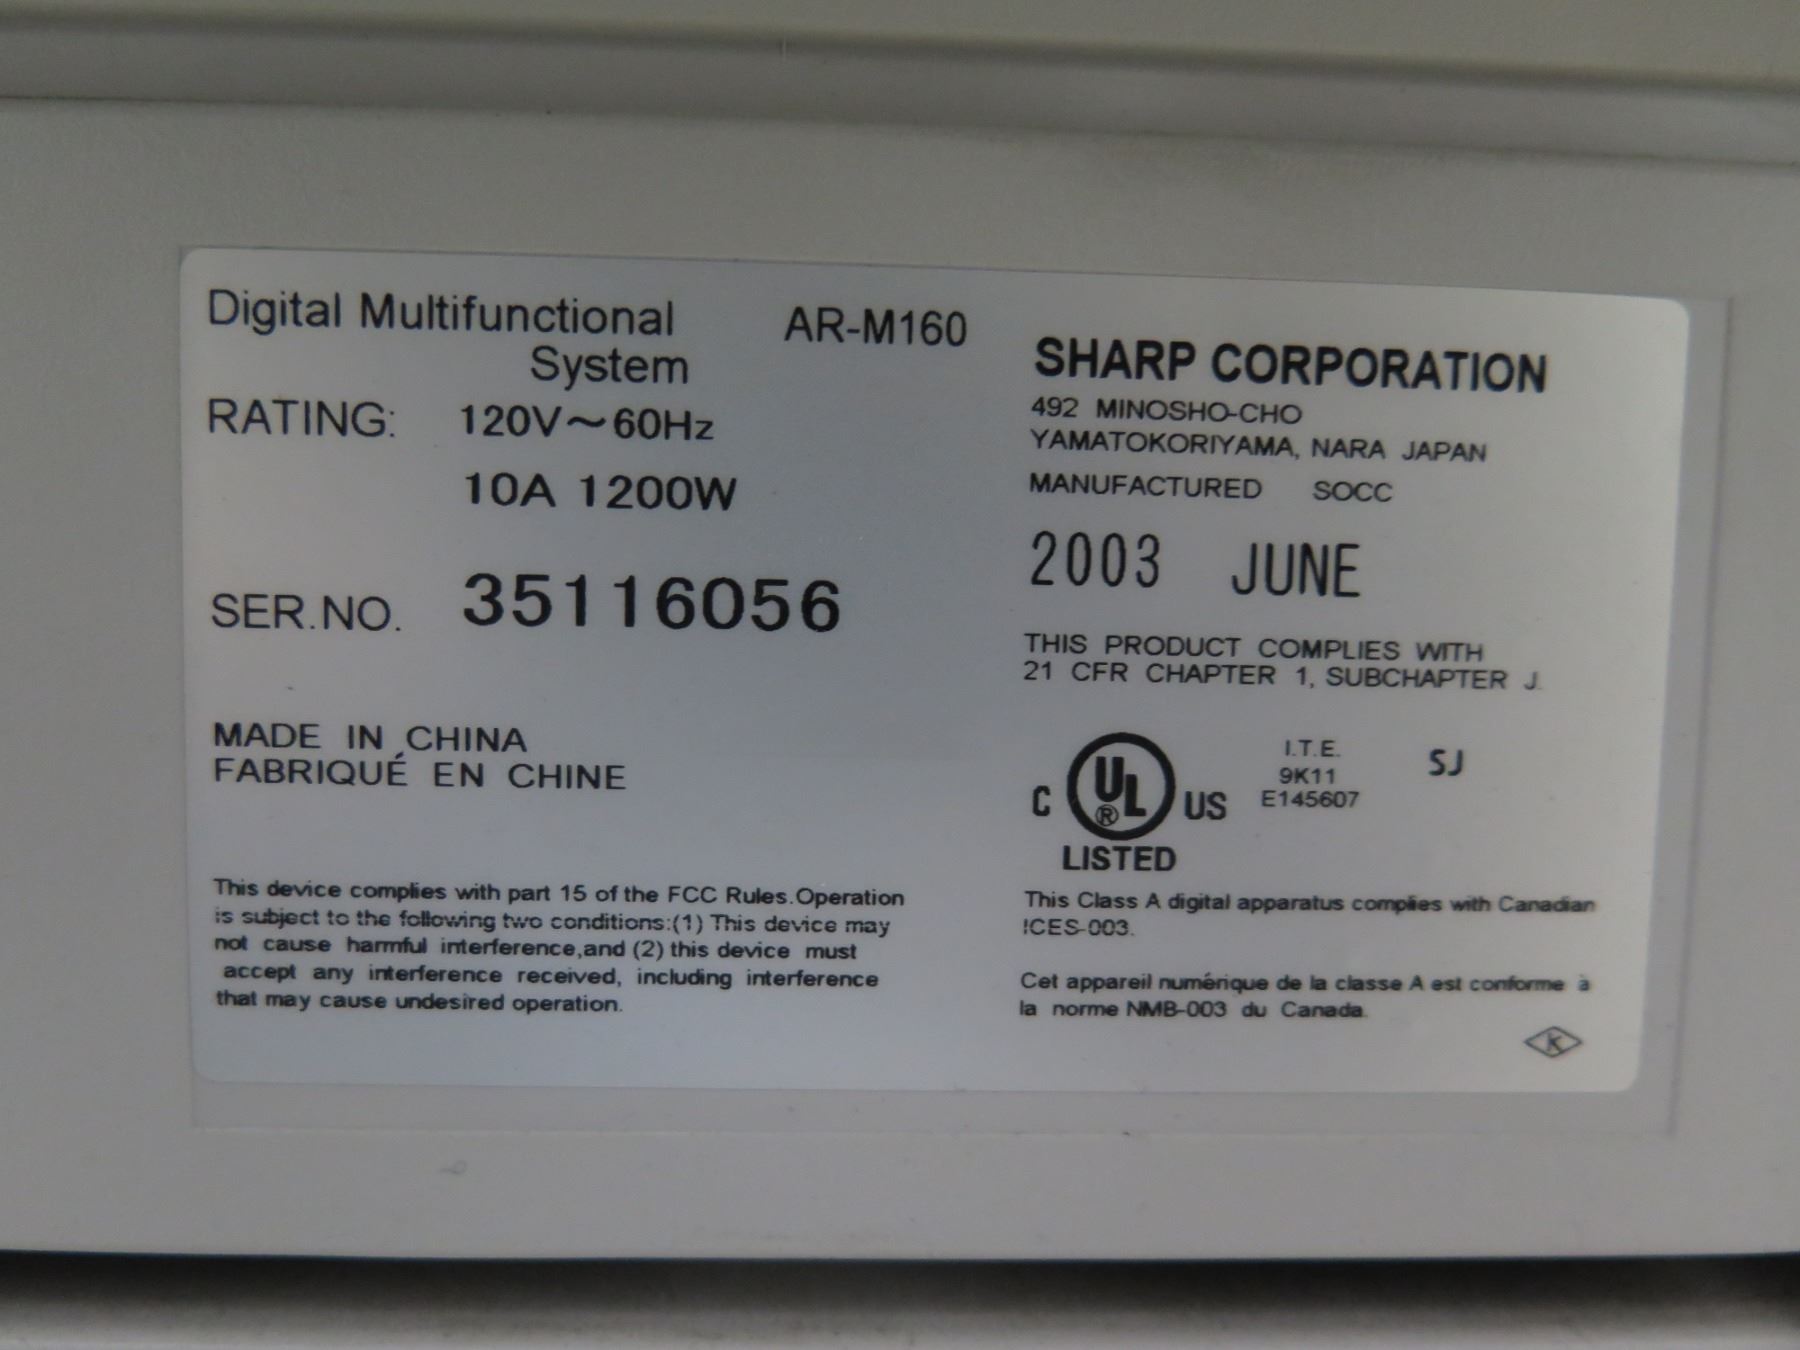 Digital Multifunctional System AR-M160
RATING: 120V～60Hz
10A 1200W
SER.NO. 35116056
MADE IN CHINA
FABRIQUÉ EN CHINE
This device complies with part 15 of the FCC Rules.Operation
is subject to the following two conditions:(1) This device may
not cause harmful interference,and (2) this device must
accept any interference received, including interference
that may cause undesired operation.
SHARP CORPORATION
492 MINOSHO-CHO
YAMATOKORIYAMA, NARA JAPAN
MANUFACTURED SOCC
2003 JUNE
THIS PRODUCT COMPLIES WITH
21 CFR CHAPTER 1, SUBCHAPTER J.
C UL ® US
LISTED
I.T.E.
9K11
E145607
SJ
This Class A digital apparatus complies with Canadian
ICES-003.
Cet appareil numérique de la classe A est conforme à
la norme NMB-003 du Canada.
K